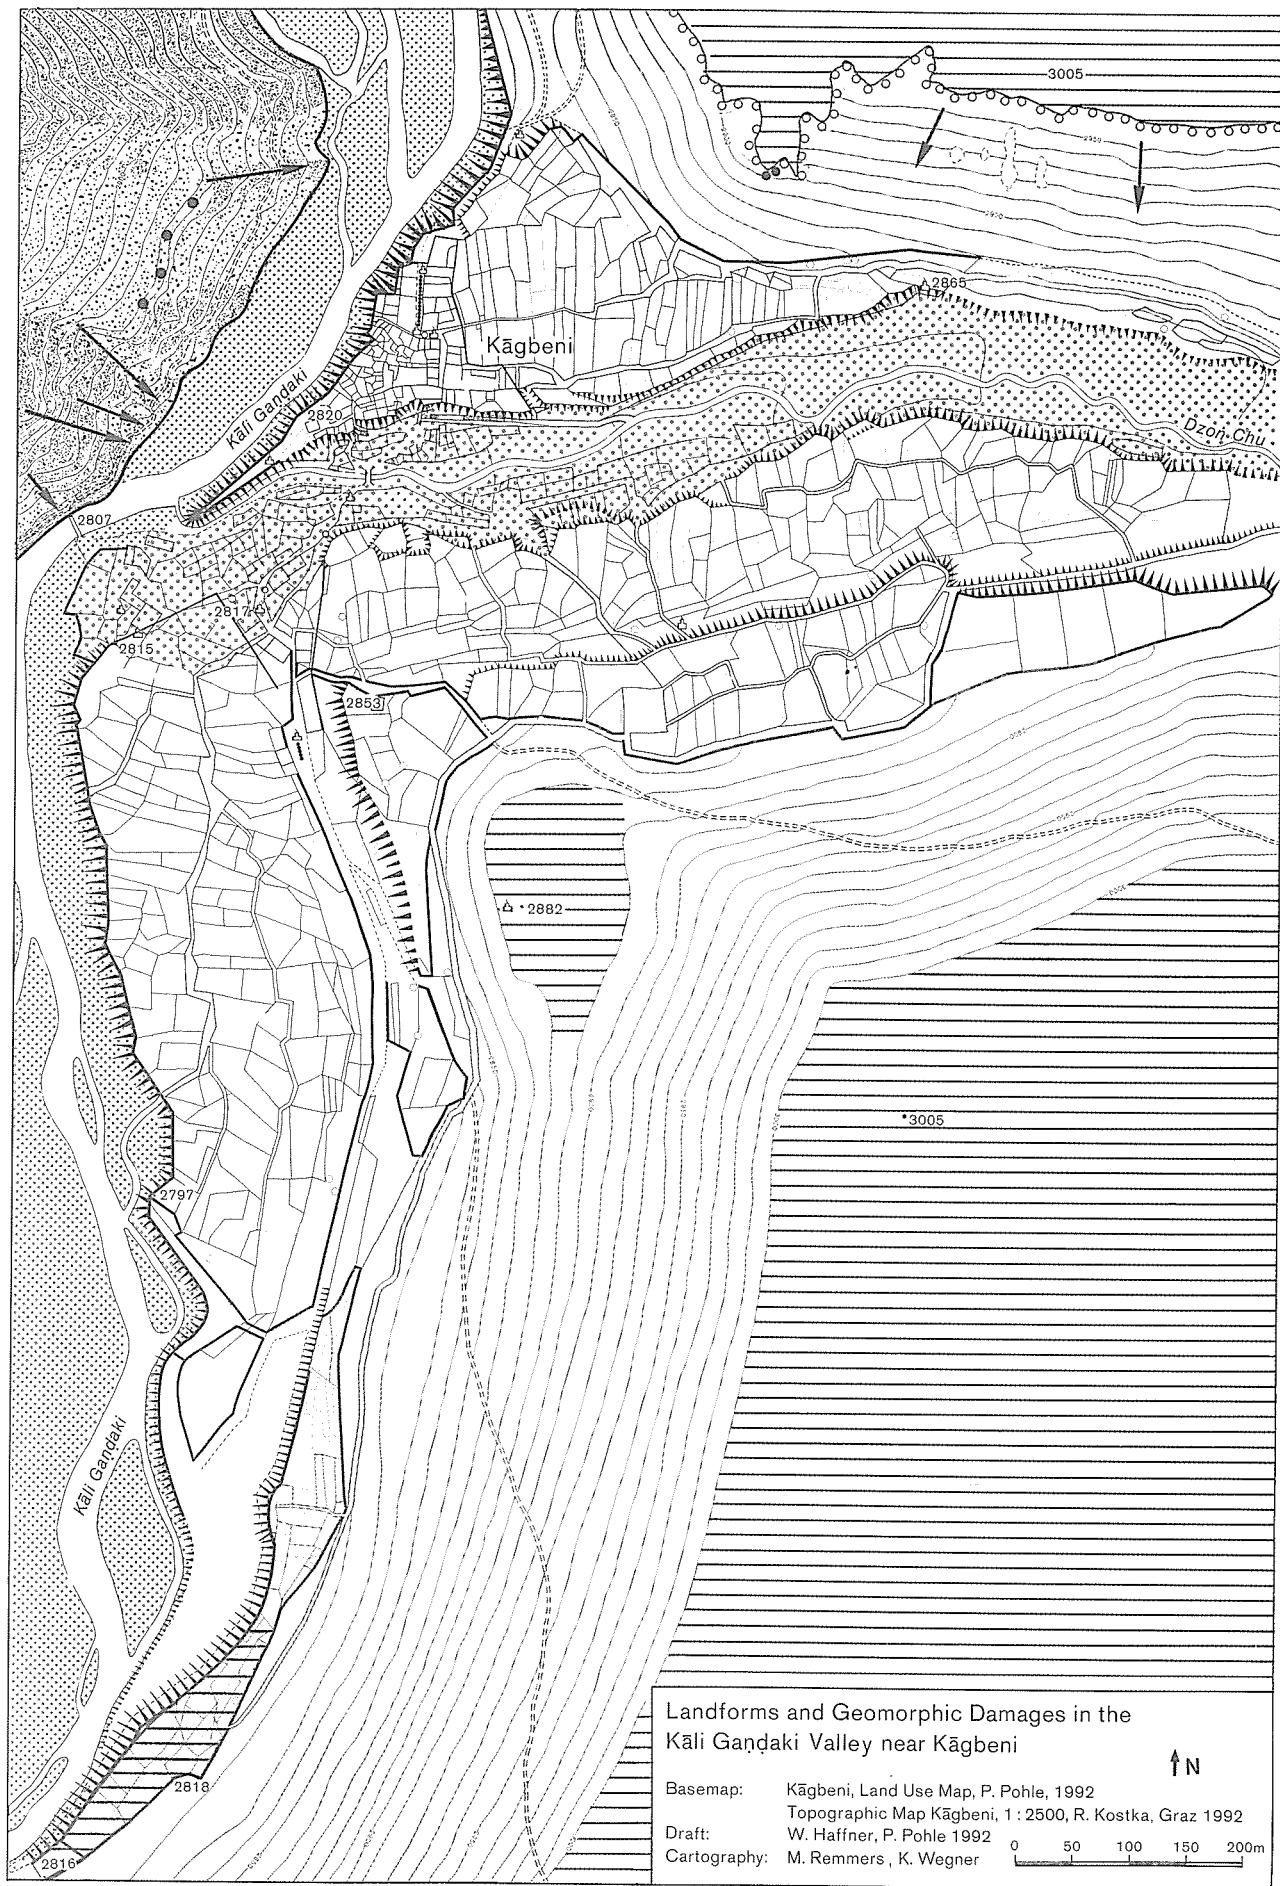 3005
2865
Kāgbeni
Kāli Gaṇḍaki
2820
Dzoṅ Chu
2807
2817
2815
2853
2882
3005
2797
Kāli Gaṇḍaki
2818
2816
Landforms and Geomorphic Damages in the
Kāli Gaṇḍaki Valley near Kāgbeni
N
Basemap: Kāgbeni, Land Use Map, P. Pohle, 1992
Topographic Map Kāgbeni, 1 : 2500, R. Kostka, Graz 1992
Draft: W. Haffner, P. Pohle 1992
Cartography: M. Remmers, K. Wegner
0 50 100 150 200m